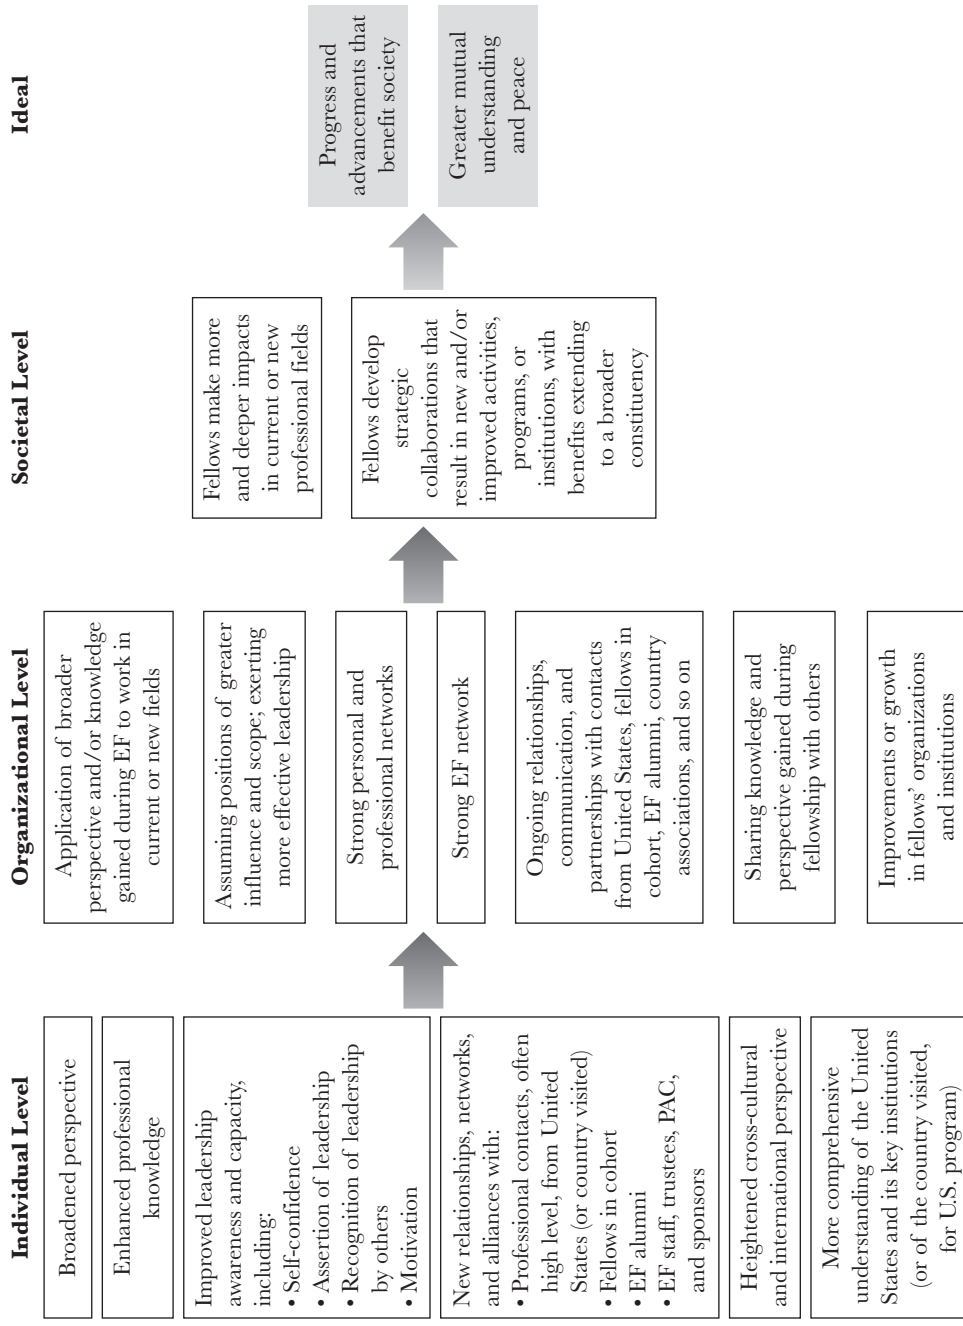 Individual Level
Broadened perspective
Enhanced professional
knowledge
Improved leadership
awareness and capacity,
including:
• Self-confidence
• Assertion of leadership
• Recognition of leadership
by others
• Motivation
New relationships, networks,
and alliances with:
• Professional contacts, often
high level, from United
States (or country visited)
• Fellows in cohort
• EF alumni
• EF staff, trustees, PAC,
and sponsors
Heightened cross-cultural
and international perspective
More comprehensive
understanding of the United
States and its key institutions
(or of the country visited,
for U.S. program)
Organizational Level
Application of broader
perspective and/or knowledge
gained during EF to work in
current or new fields
Assuming positions of greater
influence and scope; exerting
more effective leadership
Strong personal and
professional networks
Strong EF network
Ongoing relationships,
communication, and
partnerships with contacts
from United States, fellows in
cohort, EF alumni, country
associations, and so on
Sharing knowledge and
perspective gained during
fellowship with others
Improvements or growth
in fellows' organizations
and institutions
Societal Level
Fellows make more
and deeper impacts
in current or new
professional fields
Fellows develop
strategic
collaborations that
result in new and/or
improved activities,
programs, or
institutions, with
benefits extending
to a broader
constituency
Ideal
Progress and
advancements that
benefit society
Greater mutual
understanding
and peace